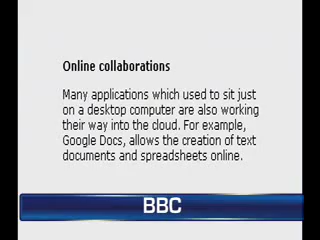 Online collaborations
Many applications which used to sit just
on a desktop computer are also working
their way into the cloud. For example,
Google Docs, allows the creation of text
documents and spreadsheets online.
BBC